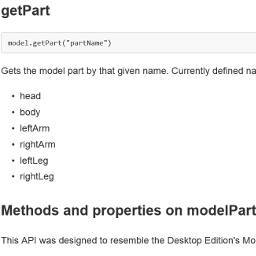 getPart
model.getPart("partName")
Gets the model part by that given name. Currently defined na
• head
• body
• leftArm
• rightArm
• leftLeg
• rightLeg
Methods and properties on modelPart
This API was designed to resemble the Desktop Edition's Mo